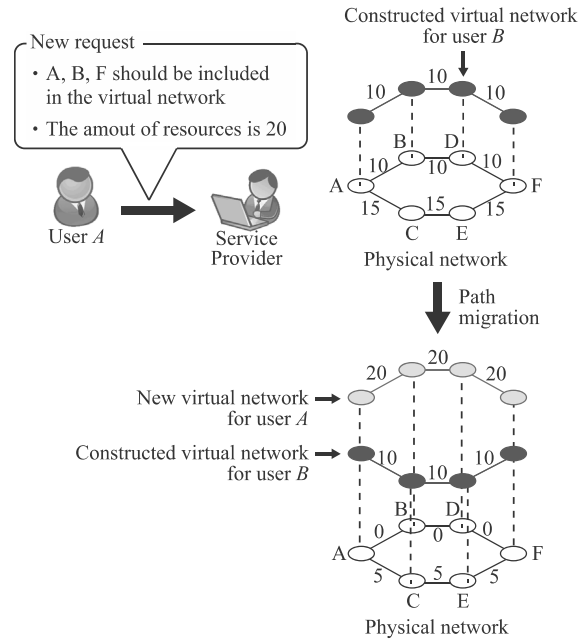 Constructed virtual network
for user B
New request
· A, B, F should be included
in the virtual network
· The amout of resources is 20
10
10
10
B
D
10
10
10
A
F
15
15
15
C
E
User A
Service
Provider
Physical network
Path
migration
20
20
20
New virtual network
for user A
Constructed virtual network
for user B
10
10
10
B
D
0
0
0
A
F
5
5
5
C
E
Physical network